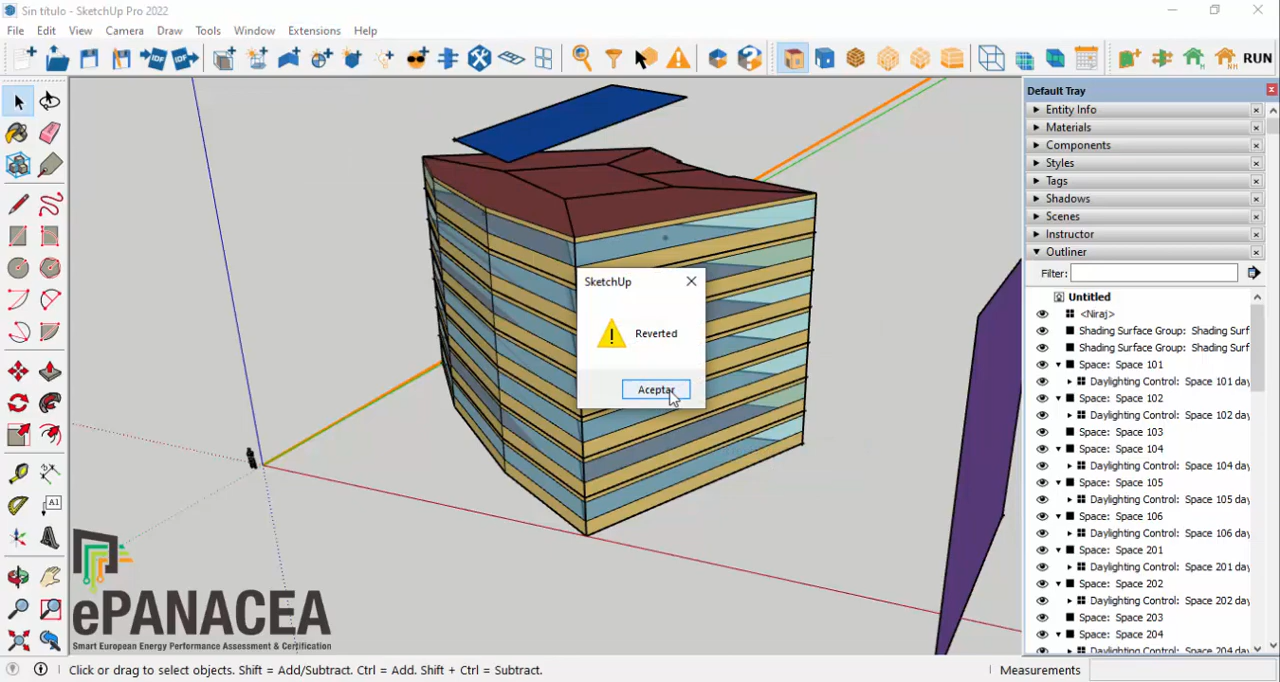 Sin título - SketchUp Pro 2022
File Edit View Camera Draw Tools Window Extensions Help
RUN
Default Tray
Entity Info
Materials
Components
Styles
Tags
Shadows
Scenes
Instructor
Outliner
Filter:
Untitled
<Niraj>
Shading Surface Group: Shading Surf
Shading Surface Group: Shading Surf
Space: Space 101
Daylighting Control: Space 101 day
Space: Space 102
Daylighting Control: Space 102 day
Space: Space 103
Space: Space 104
Daylighting Control: Space 104 day
Space: Space 105
Daylighting Control: Space 105 day
Space: Space 106
Daylighting Control: Space 106 day
Space: Space 201
Daylighting Control: Space 201 day
Space: Space 202
Daylighting Control: Space 202 day
Space: Space 203
Space: Space 204
Daylighting Control: Space 204 day
SketchUp
Reverted
Aceptar
ePANACEA
Smart European Energy Performance Assessment & Certification
Click or drag to select objects. Shift = Add/Subtract. Ctrl = Add. Shift + Ctrl = Subtract.
Measurements